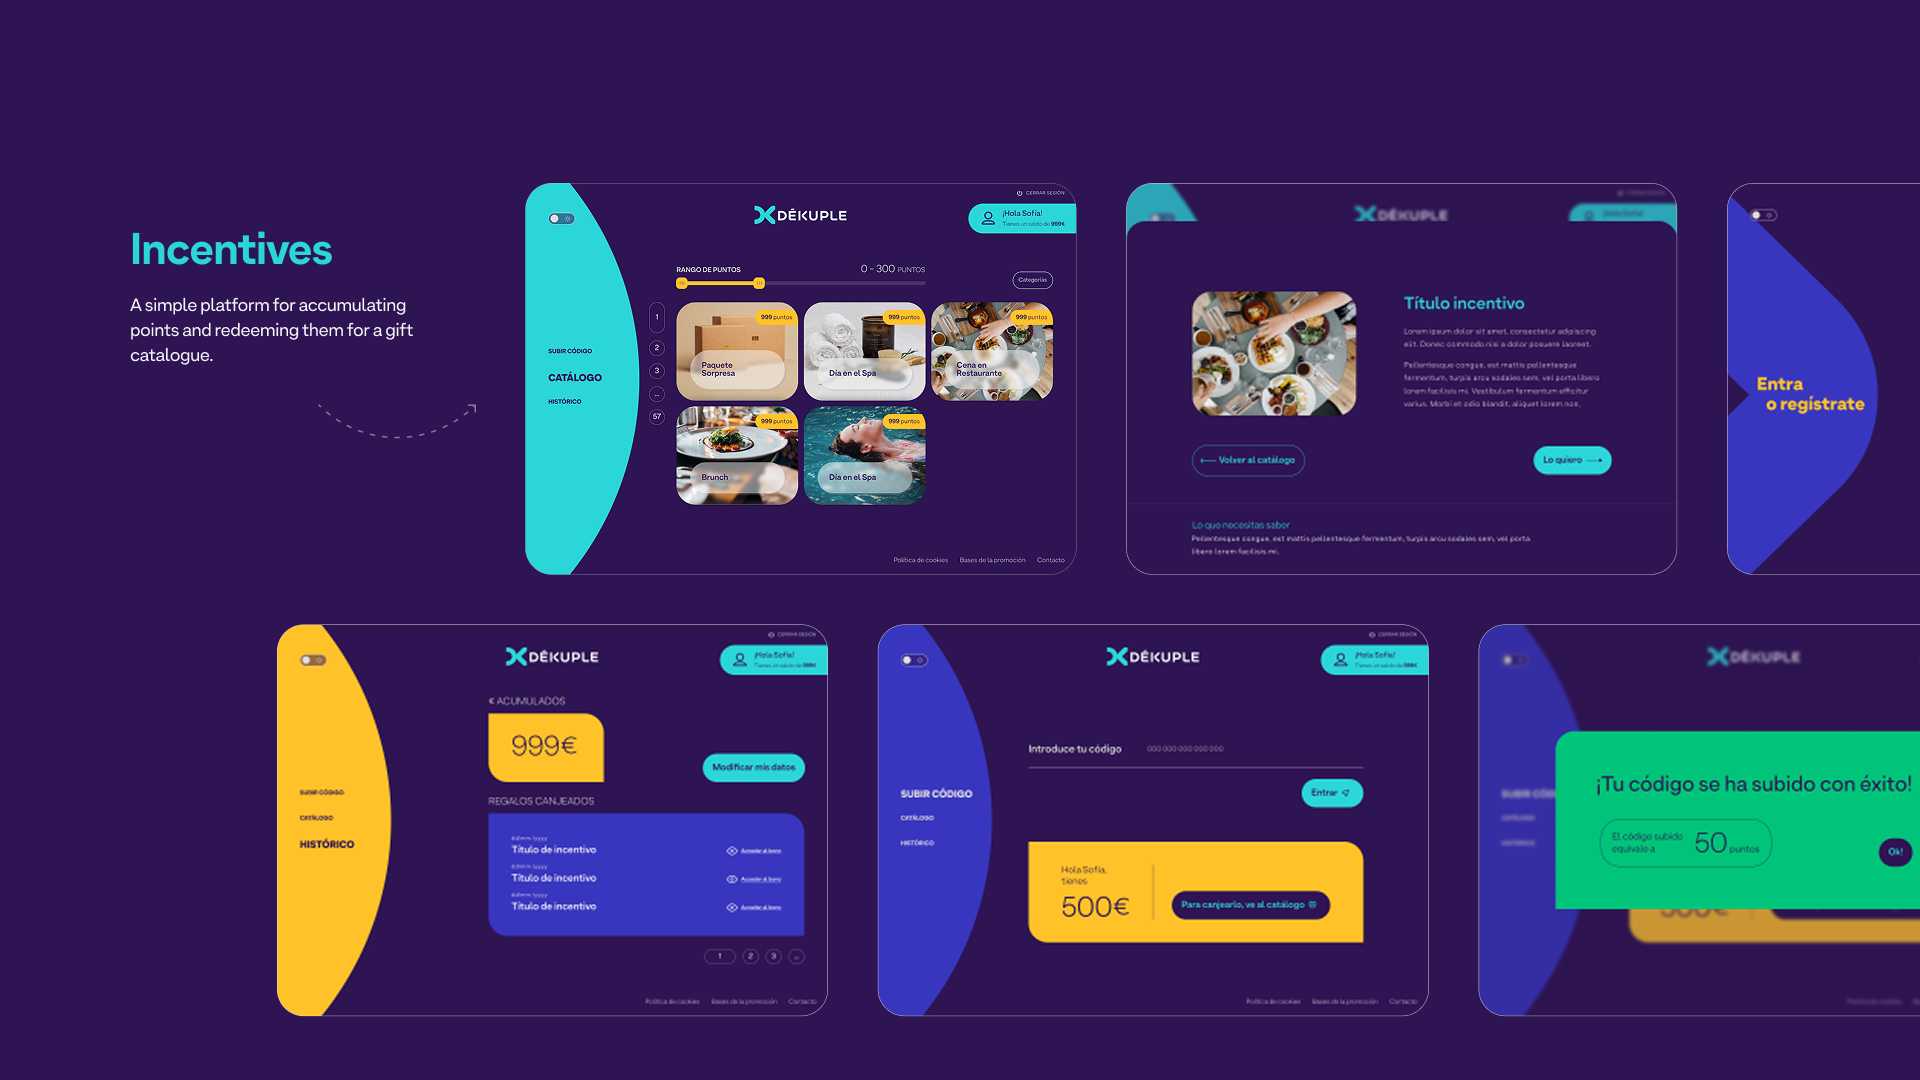 Incentives
A simple platform for accumulating
points and redeeming them for a gift
catalogue.
CERRAR SESIÓN
DÉKUPLE
¡Hola Sofía!
Tienes un saldo de 999€
RANGO DE PUNTOS
0 - 300 PUNTOS
Categorías
SUBIR CÓDIGO
CATÁLOGO
HISTÓRICO
1
2
3
...
57
999 puntos
Paquete
Sorpresa
999 puntos
Día en el Spa
999 puntos
Cena en
Restaurante
999 puntos
Brunch
999 puntos
Día en el Spa
Política de cookies
Bases de la promoción
Contacto
DÉKUPLE
Título incentivo
Lorem ipsum dolor sit amet, consectetur adipiscing
elit. Donec commodo nisi a dolor posuere laoreet.
Pellentesque congue, est mattis pellentesque
fermentum, turpis arcu sodales sem, vel porta libero
lorem facilisis mi. Vestibulum fermentum efficitur
varius. Morbi et odio blandit, aliquet lorem non,
Volver al catálogo
Lo quiero
Lo que necesitas saber
Pellentesque congue, est mattis pellentesque fermentum, turpis arcu sodales sem, vel porta
libero lorem facilisis mi.
Entra
o regístrate
CERRAR SESIÓN
DÉKUPLE
¡Hola Sofía!
Tienes un saldo de 999€
SUBIR CÓDIGO
CATÁLOGO
HISTÓRICO
€ ACUMULADOS
999€
Modificar mis datos
REGALOS CANJEADOS
Título de incentivo
Acceder al bono
Título de incentivo
Acceder al bono
Título de incentivo
Acceder al bono
1
2
3
...
Política de cookies
Bases de la promoción
Contacto
CERRAR SESIÓN
DÉKUPLE
¡Hola Sofía!
Tienes un saldo de 999€
SUBIR CÓDIGO
CATÁLOGO
HISTÓRICO
Introduce tu código
000 000 000 000 000
Entrar
Hola Sofía,
tienes
500€
Para canjearlo, ve al catálogo
Política de cookies
Bases de la promoción
Contacto
DÉKUPLE
SUBIR CÓD
CATÁLOGO
HISTÓRICO
¡Tu código se ha subido con éxito!
El código subido
equivale a
50 puntos
Ok!
500€